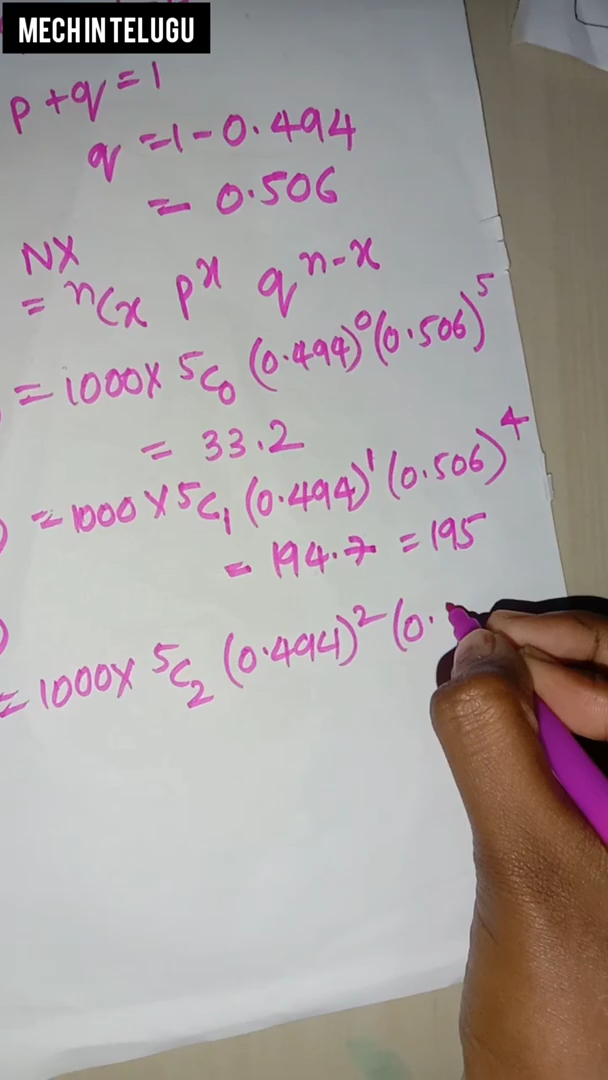 MECH IN TELUGU
p + q = 1
q = 1 - 0.494
= 0.506
NX
= ⁿCx pˣ qⁿ⁻ˣ
= 1000 × ⁵C₀ (0.494)⁰ (0.506)⁵
= 33.2
) = 1000 × ⁵C₁ (0.494)¹ (0.506)⁴
= 194.7 = 195
)
= 1000 × ⁵C₂ (0.494)² (0.